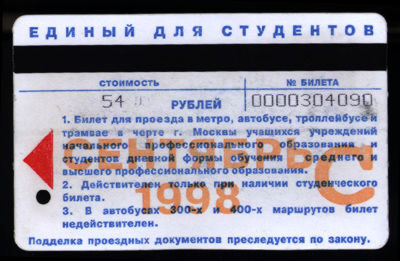 ЕДИНЫЙ ДЛЯ СТУДЕНТОВ
СТОИМОСТЬ № БИЛЕТА
54 РУБЛЕЙ 0000304090
1. Билет для проезда в метро, автобусе, троллейбусе и
трамвае в черте г. Москвы учащихся учреждений
начального профессионального образования и
студентов дневной формы обучения среднего и
высшего профессионального образования.
2. Действителен только при наличии студенческого
билета.
3. В автобусах 300-х и 400-х маршрутов билет
недействителен.
Подделка проездных документов преследуется по закону.
СЕНТЯБРЬ
1998
С